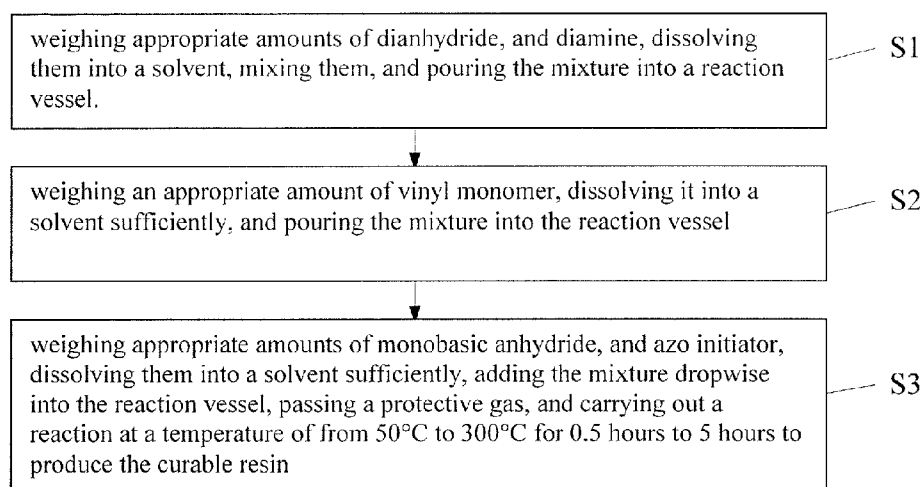 weighing appropriate amounts of dianhydride, and diamine, dissolving
them into a solvent, mixing them, and pouring the mixture into a reaction
vessel.
S1
weighing an appropriate amount of vinyl monomer, dissolving it into a
solvent sufficiently, and pouring the mixture into the reaction vessel
S2
weighing appropriate amounts of monobasic anhydride, and azo initiator,
dissolving them into a solvent sufficiently, adding the mixture dropwise
into the reaction vessel, passing a protective gas, and carrying out a
reaction at a temperature of from 50°C to 300°C for 0.5 hours to 5 hours to
produce the curable resin
S3